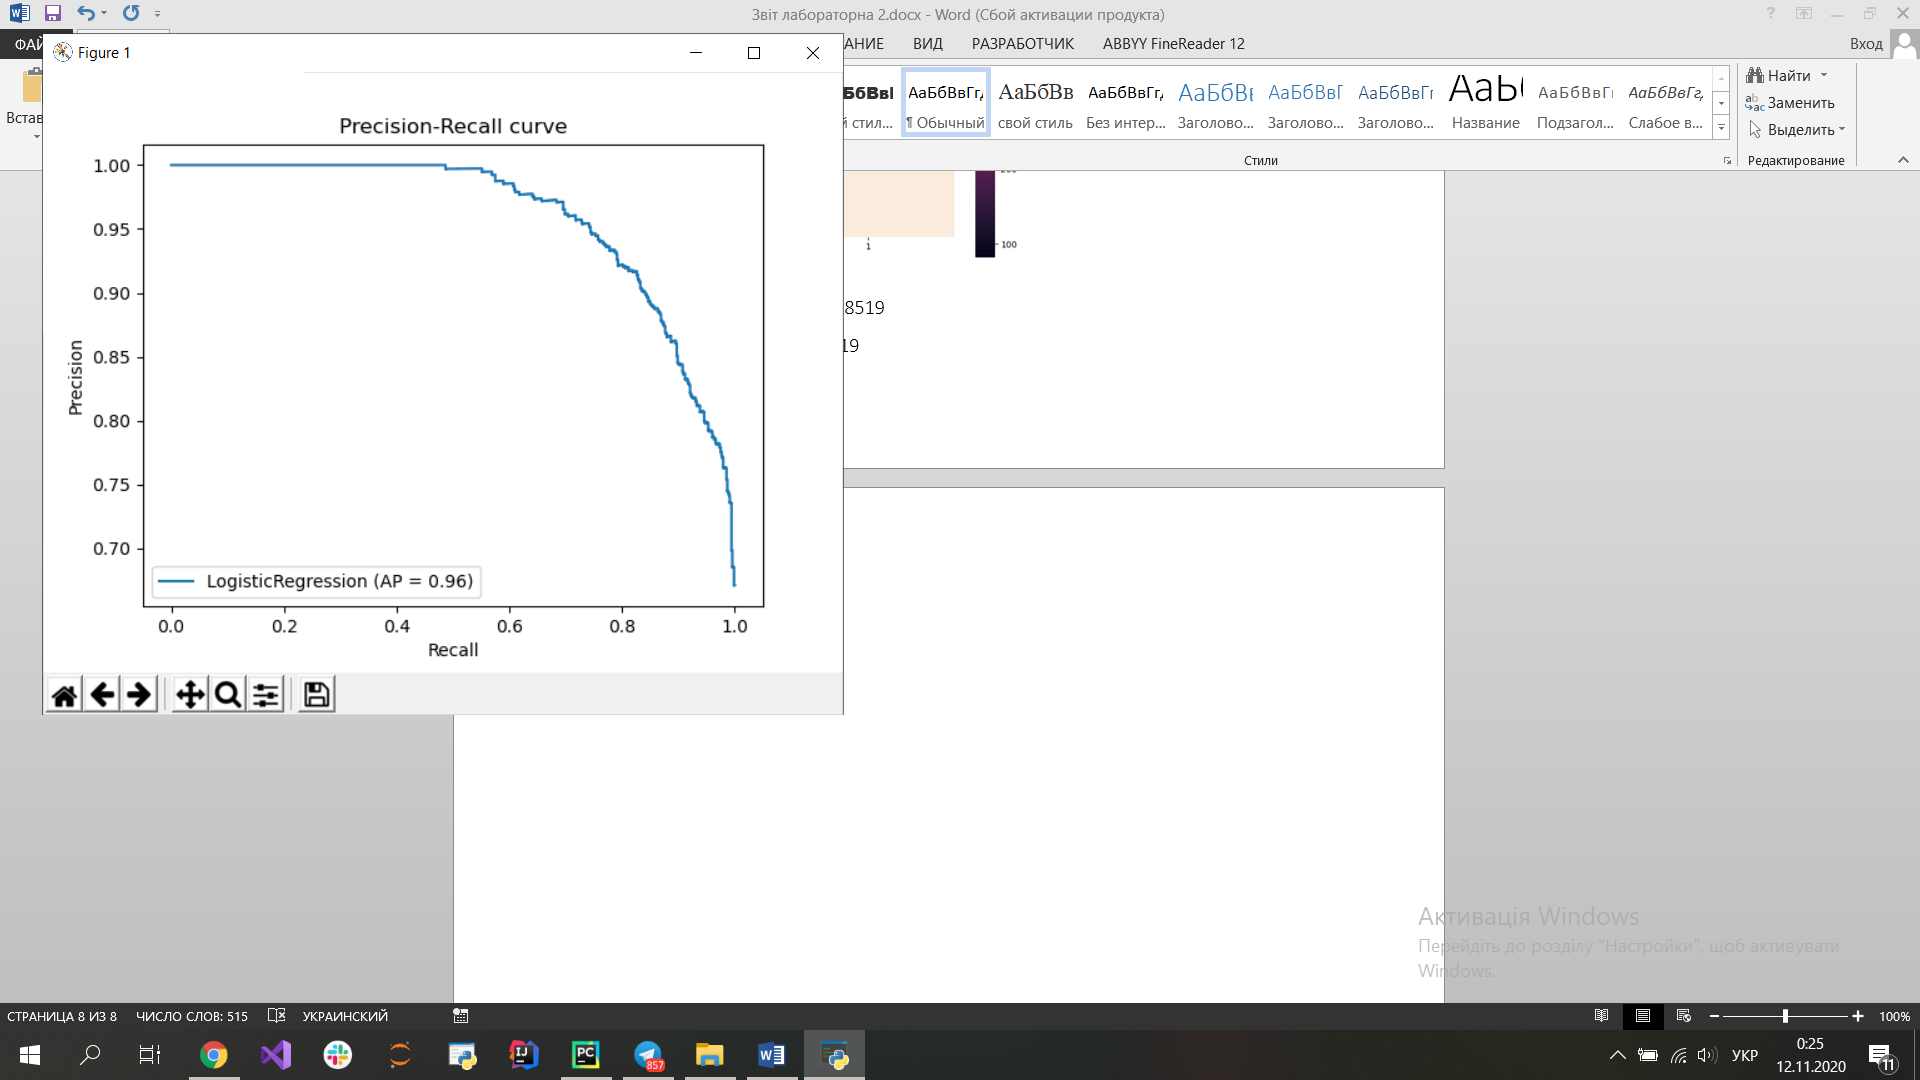 Звіт лабораторна 2.docx - Word (Сбой активации продукта)
ВИД
РАЗРАБОТЧИК
ABBYY FineReader 12
Вход
Figure 1
АаБбВвГг,
АаБбВв
АаБбВвГг,
¶ Обычный
свой стиль
Без интер...
Заголово...
Заголово...
Заголово...
Название
Подзагол...
Слабое в...
Стили
Найти
Заменить
Выделить
Редактирование
Precision-Recall curve
1.00
0.95
0.90
0.85
0.80
0.75
0.70
Precision
LogisticRegression (AP = 0.96)
0.0 0.2 0.4 0.6 0.8 1.0
Recall
1
100
8519
19
Активація Windows
Перейдіть до розділу "Настройки", щоб активувати
Windows.
СТРАНИЦА 8 ИЗ 8
ЧИСЛО СЛОВ: 515
УКРАИНСКИЙ
100%
PC
857
УКР
0:25
12.11.2020
11